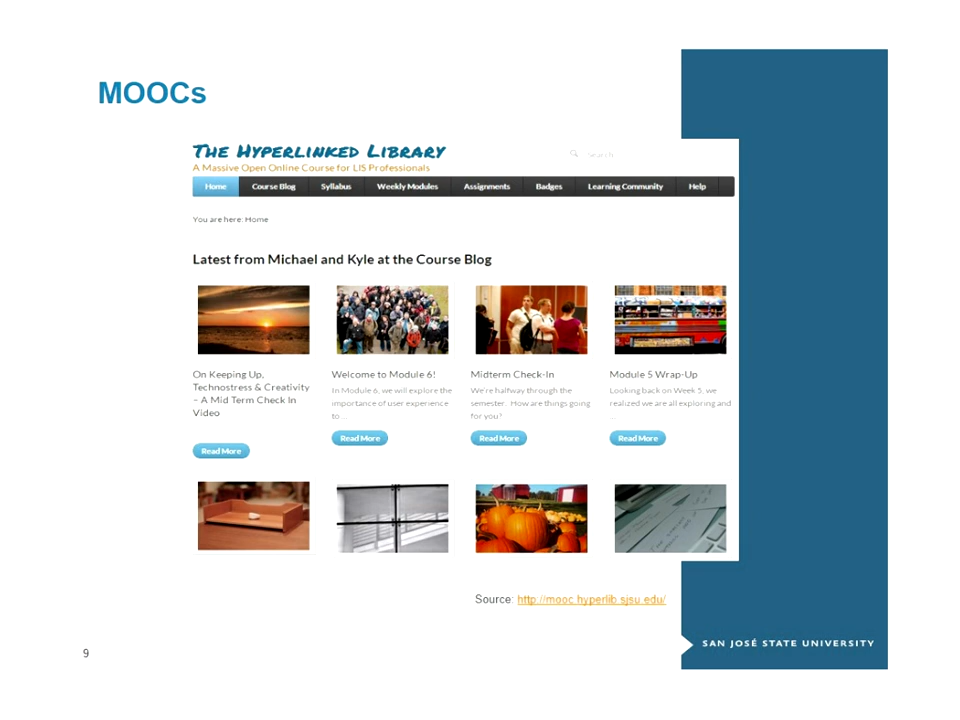 MOOCs
THE HYPERLINKED LIBRARY
Search
A Massive Open Online Course for LIS Professionals
Home Course Blog Syllabus Weekly Modules Assignments Badges Learning Community Help
You are here: Home
Latest from Michael and Kyle at the Course Blog
On Keeping Up,
Technostress & Creativity
– A Mid Term Check In
Video
Read More
Welcome to Module 6!
In Module 6, we will explore the
importance of user experience
to...
Read More
Midterm Check-In
We're halfway through the
semester. How are things going
for you?
Read More
Module 5 Wrap-Up
Looking back on Week 5, we
realized we are all exploring and
...
Read More
Source: http://mooc.hyperlib.sjsu.edu/
SAN JOSÉ STATE UNIVERSITY
9